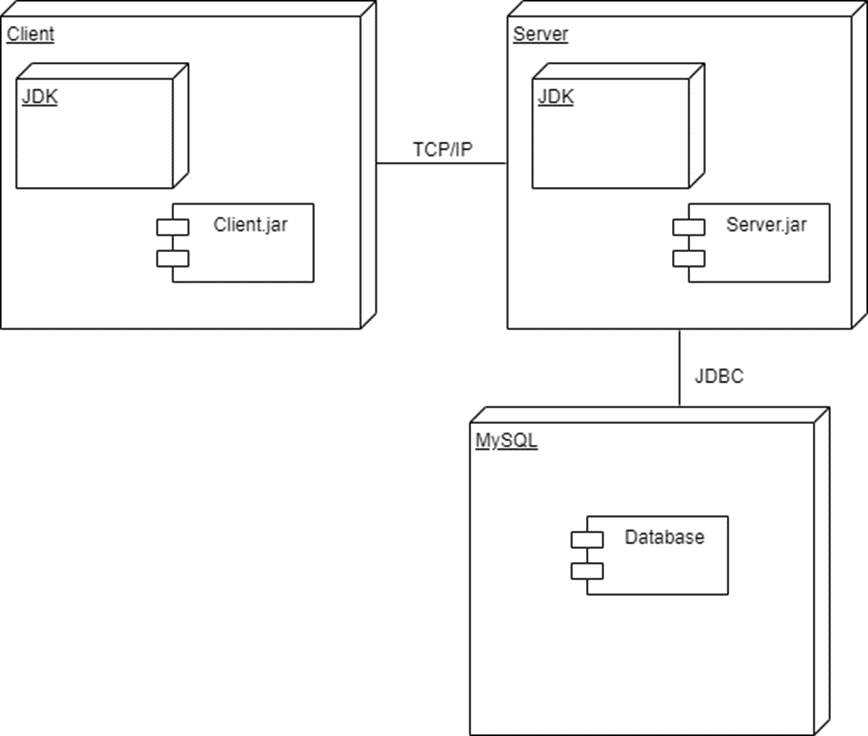 Client
JDK
Client.jar
TCP/IP
Server
JDK
Server.jar
JDBC
MySQL
Database